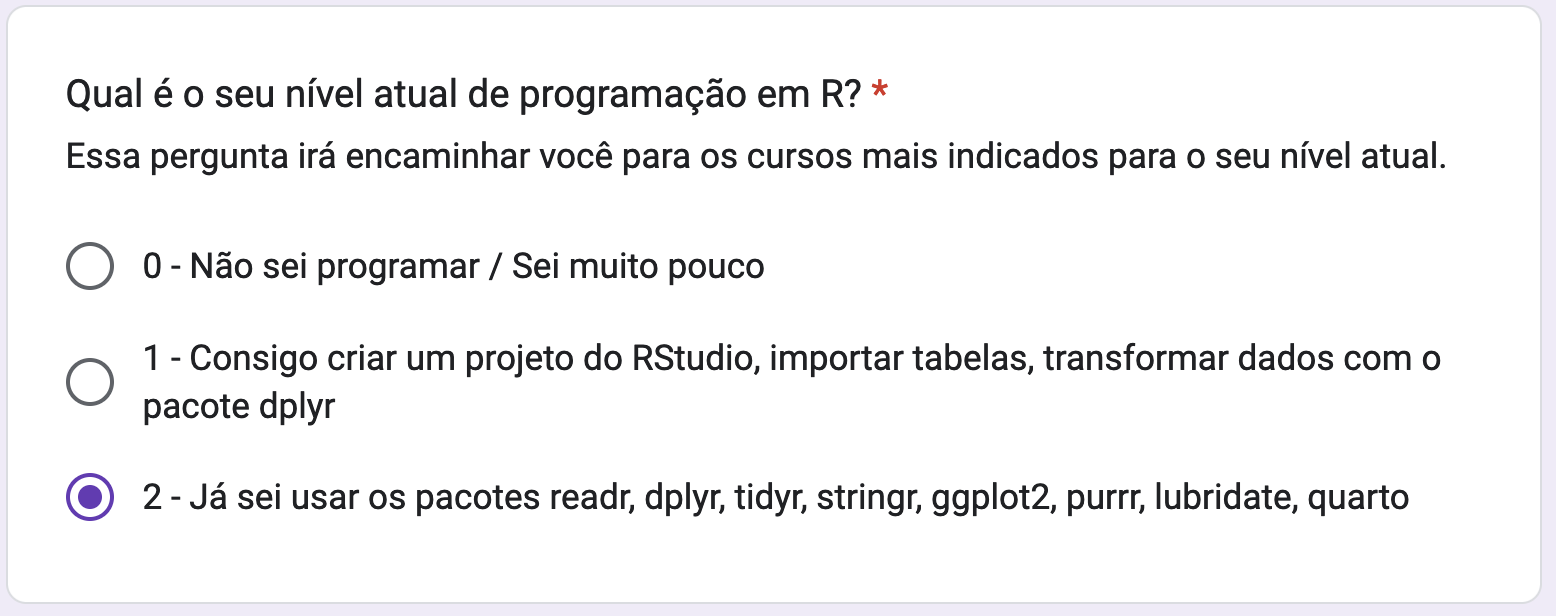 Qual é o seu nível atual de programação em R? *
Essa pergunta irá encaminhar você para os cursos mais indicados para o seu nível atual.
0 - Não sei programar / Sei muito pouco
1 - Consigo criar um projeto do RStudio, importar tabelas, transformar dados com o
pacote dplyr
2 - Já sei usar os pacotes readr, dplyr, tidyr, stringr, ggplot2, purrr, lubridate, quarto